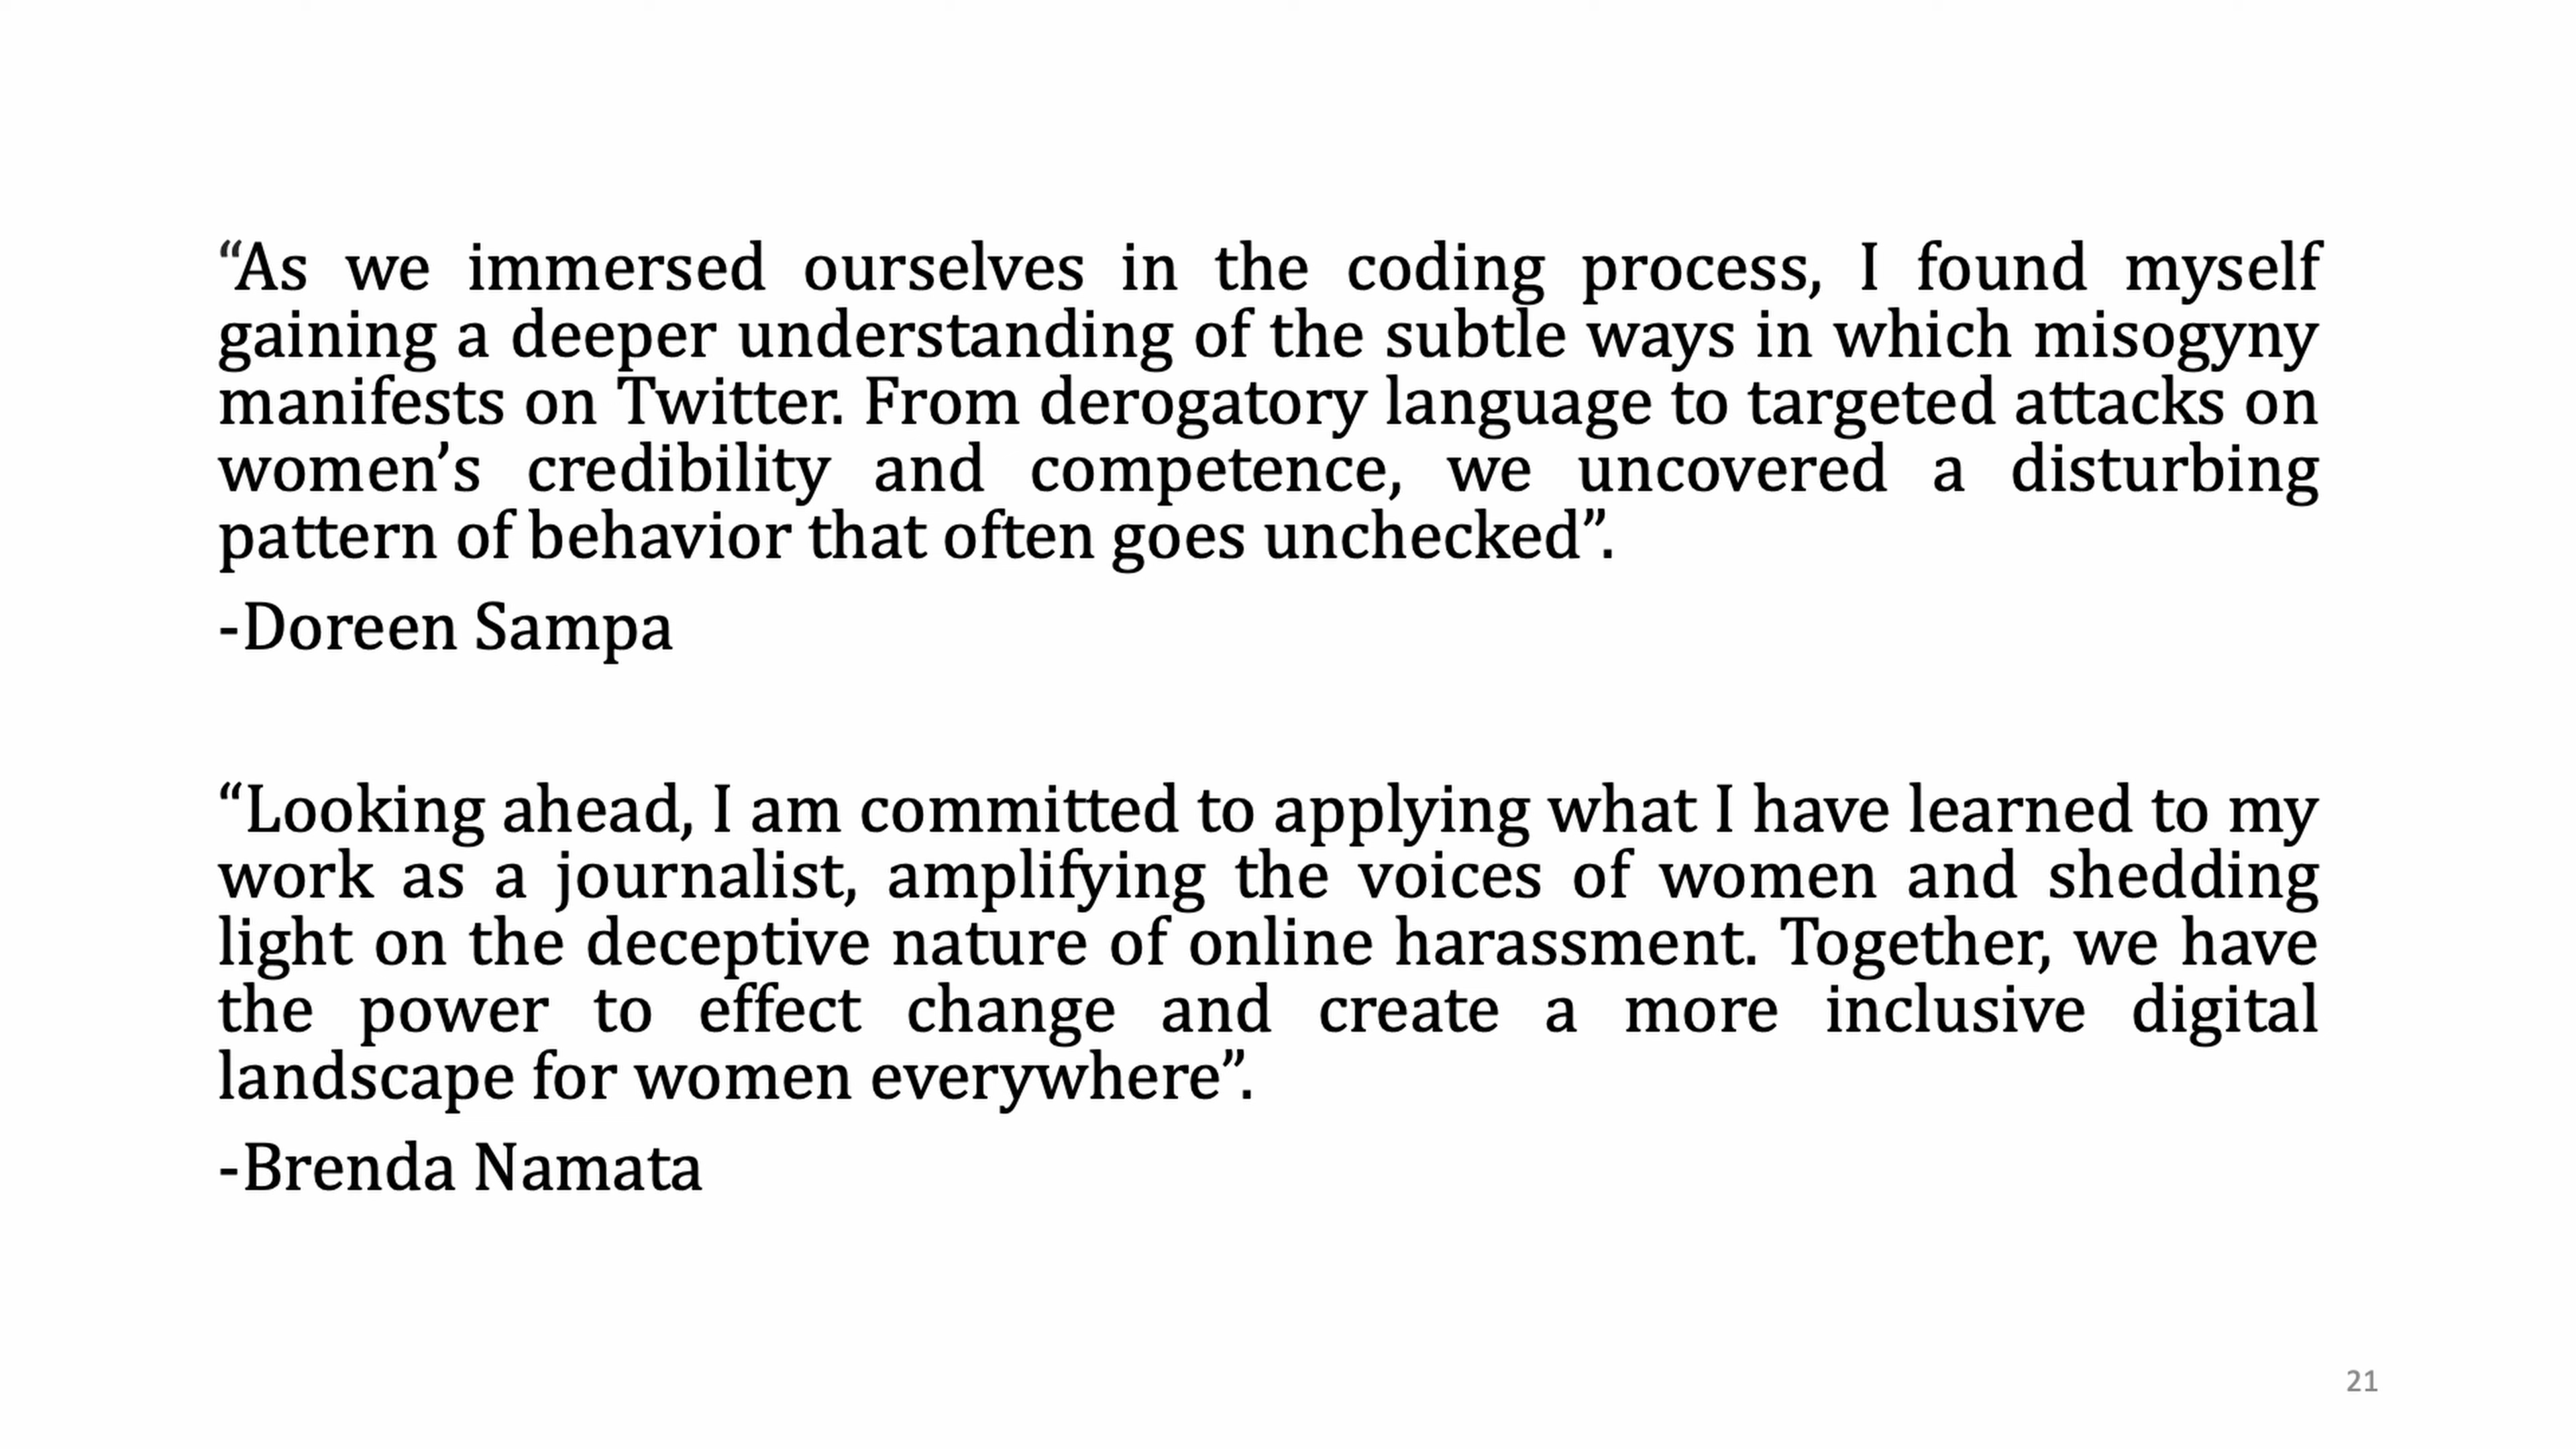 “As we immersed ourselves in the coding process, I found myself
gaining a deeper understanding of the subtle ways in which misogyny
manifests on Twitter. From derogatory language to targeted attacks on
women’s credibility and competence, we uncovered a disturbing
pattern of behavior that often goes unchecked”.
-Doreen Sampa
“Looking ahead, I am committed to applying what I have learned to my
work as a journalist, amplifying the voices of women and shedding
light on the deceptive nature of online harassment. Together, we have
the power to effect change and create a more inclusive digital
landscape for women everywhere”.
-Brenda Namata
21